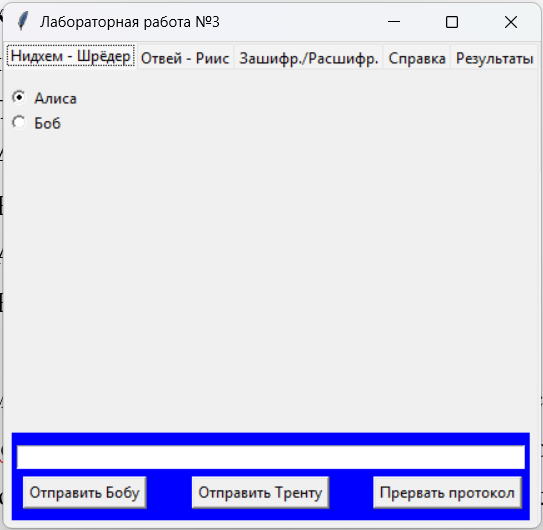 Лабораторная работа №3
Нидхем - Шрёдер Отвей - Риис Зашифр./Расшифр. Справка Результаты
Алиса
Боб
Отправить Бобу Отправить Тренту Прервать протокол